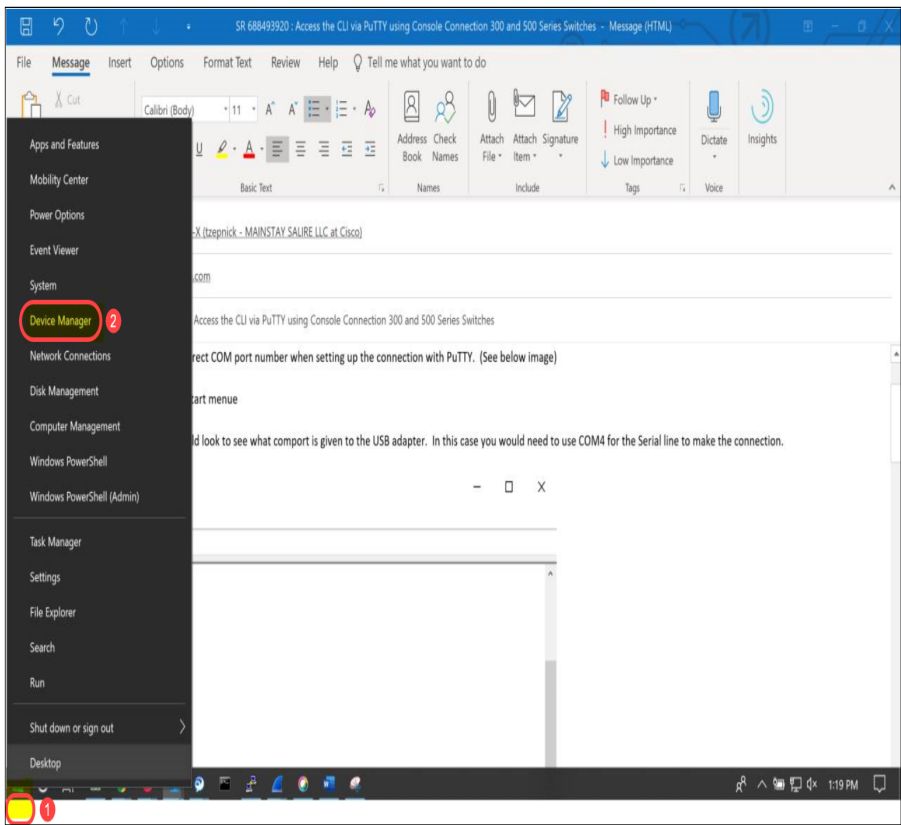 SR 688493920 : Access the CLI via PuTTY using Console Connection 300 and 500 Series Switches - Message (HTML)
File Message Insert Options Format Text Review Help Tell me what you want to do
Cut
Calibri (Body) 11
Address Book
Check Names
Attach File
Attach Item
Signature
Follow Up
High Importance
Low Importance
Dictate
Insights
Basic Text Names Include Tags Voice
Apps and Features
Mobility Center
Power Options
Event Viewer
System
Device Manager 2
Network Connections
Disk Management
Computer Management
Windows PowerShell
Windows PowerShell (Admin)
Task Manager
Settings
File Explorer
Search
Run
Shut down or sign out
Desktop
-X (tzepnick - MAINSTAY SALIRE LLC at Cisco)
.com
Access the CLI via PuTTY using Console Connection 300 and 500 Series Switches
rect COM port number when setting up the connection with PuTTY. (See below image)
tart menue
ld look to see what comport is given to the USB adapter. In this case you would need to use COM4 for the Serial line to make the connection.
1:19 PM
1